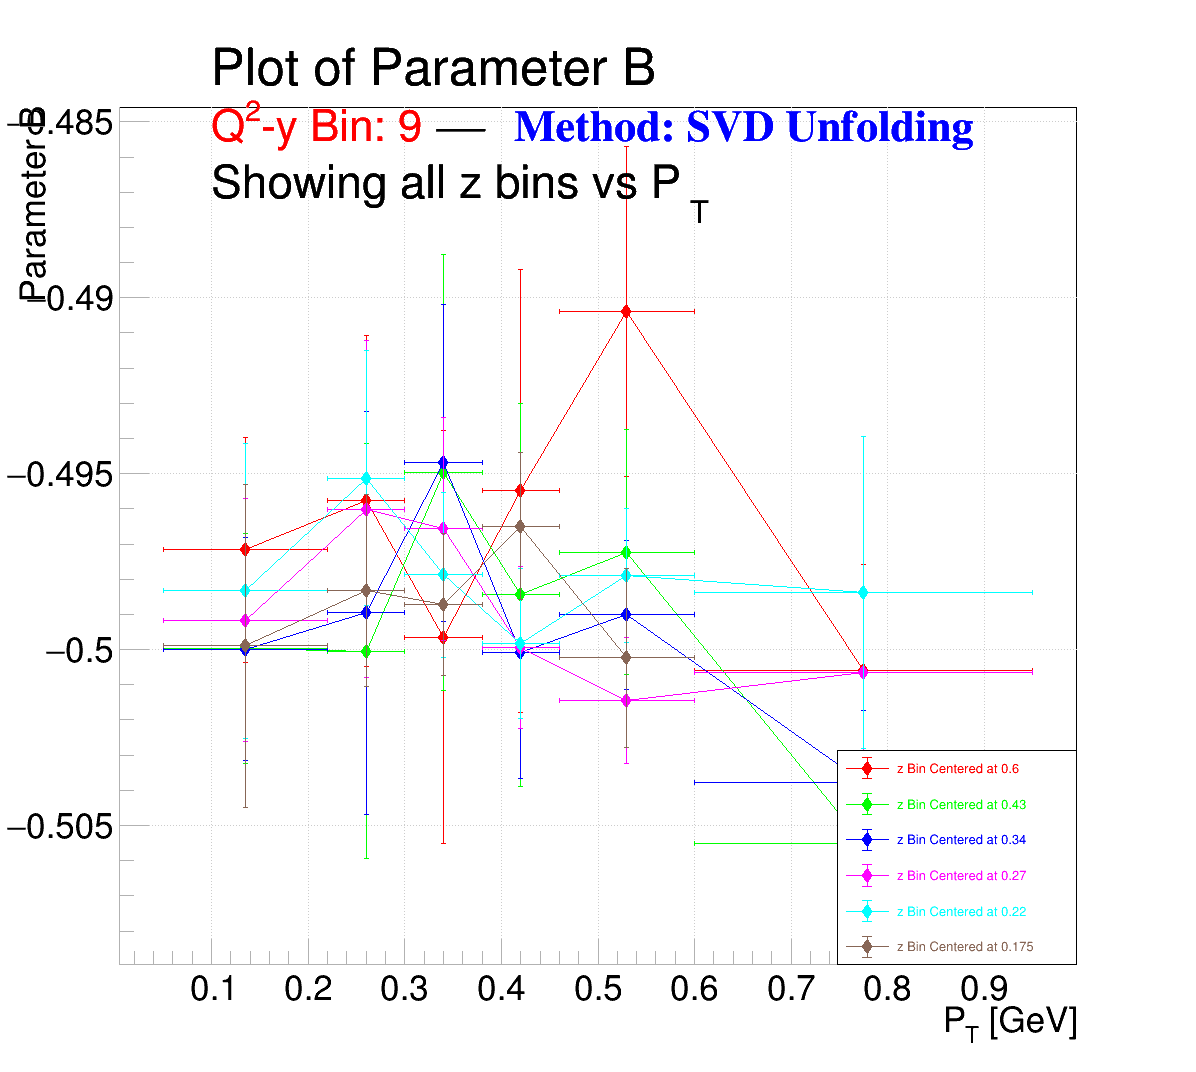 Plot of Parameter B
Q²-y Bin: 9 — Method: SVD Unfolding
Showing all z bins vs P_T
Parameter B
−0.485
−0.49
−0.495
−0.5
−0.505
z Bin Centered at 0.6
z Bin Centered at 0.43
z Bin Centered at 0.34
z Bin Centered at 0.27
z Bin Centered at 0.22
z Bin Centered at 0.175
0.1 0.2 0.3 0.4 0.5 0.6 0.7 0.8 0.9
P_T [GeV]